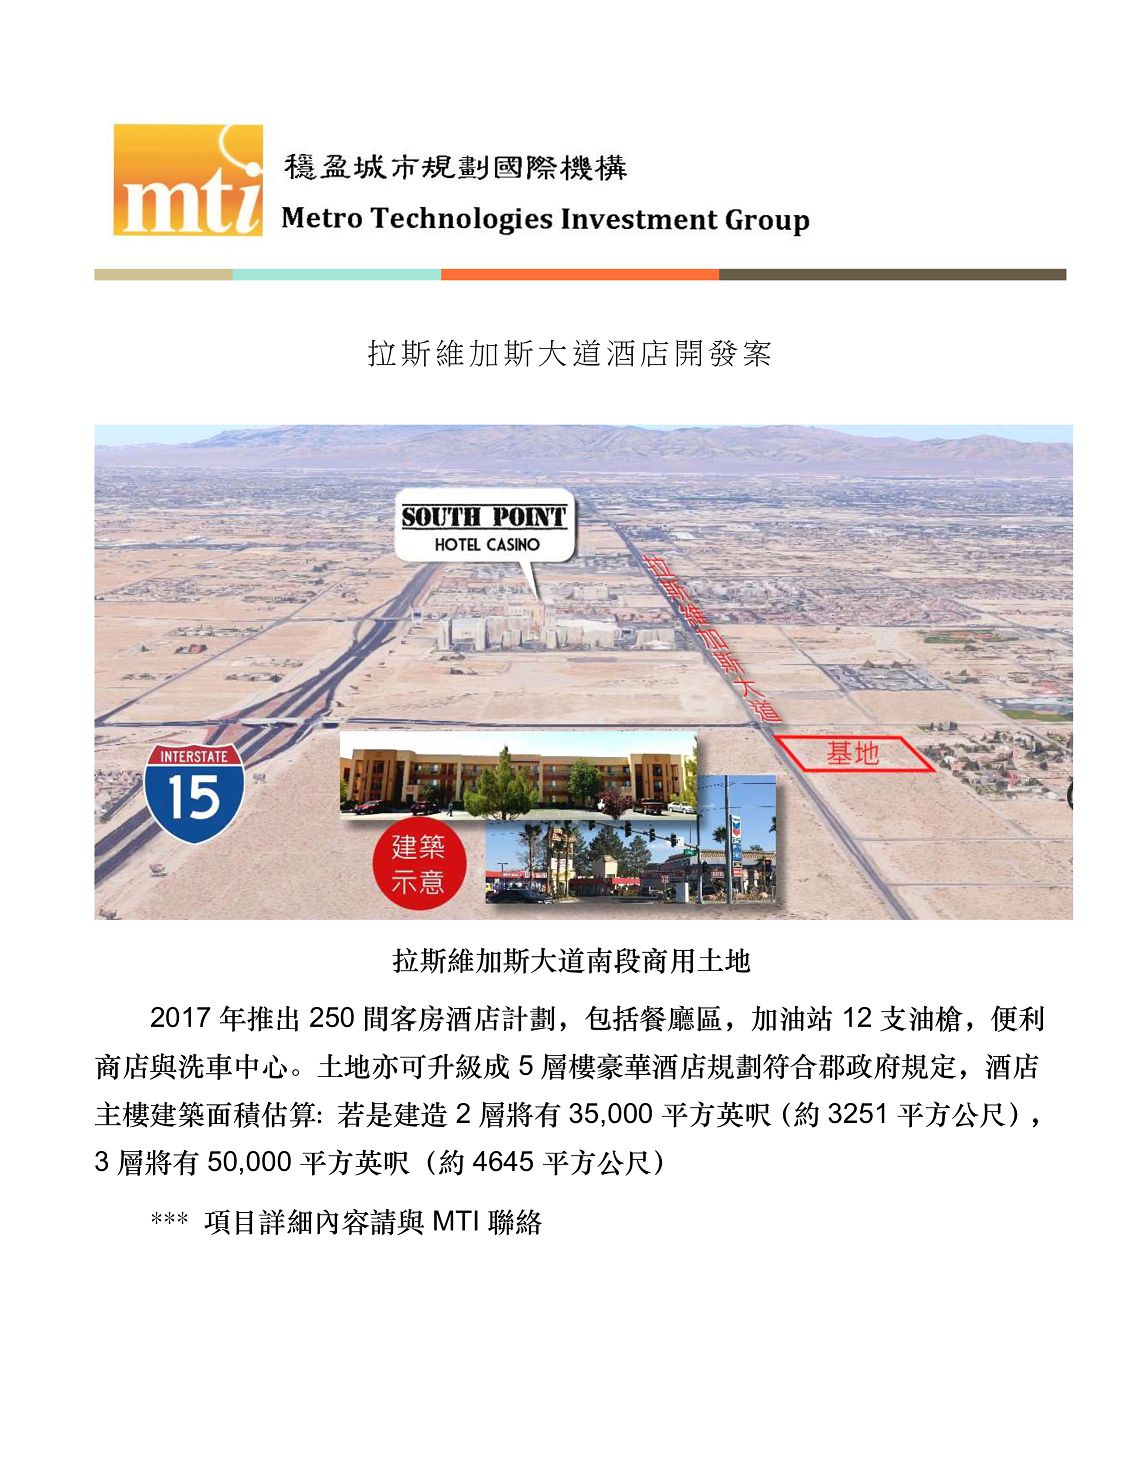 mti
穩盈城市規劃國際機構
Metro Technologies Investment Group
拉斯維加斯大道酒店開發案
SOUTH POINT
HOTEL CASINO
拉斯維加斯大道
基地
INTERSTATE
15
建築
示意
拉斯維加斯大道南段商用土地
2017 年推出 250 間客房酒店計劃，包括餐廳區，加油站 12 支油槍，便利
商店與洗車中心。土地亦可升級成 5 層樓豪華酒店規劃符合郡政府規定，酒店
主樓建築面積估算: 若是建造 2 層將有 35,000 平方英呎（約 3251 平方公尺），
3 層將有 50,000 平方英呎（約 4645 平方公尺）
*** 項目詳細內容請與 MTI 聯絡